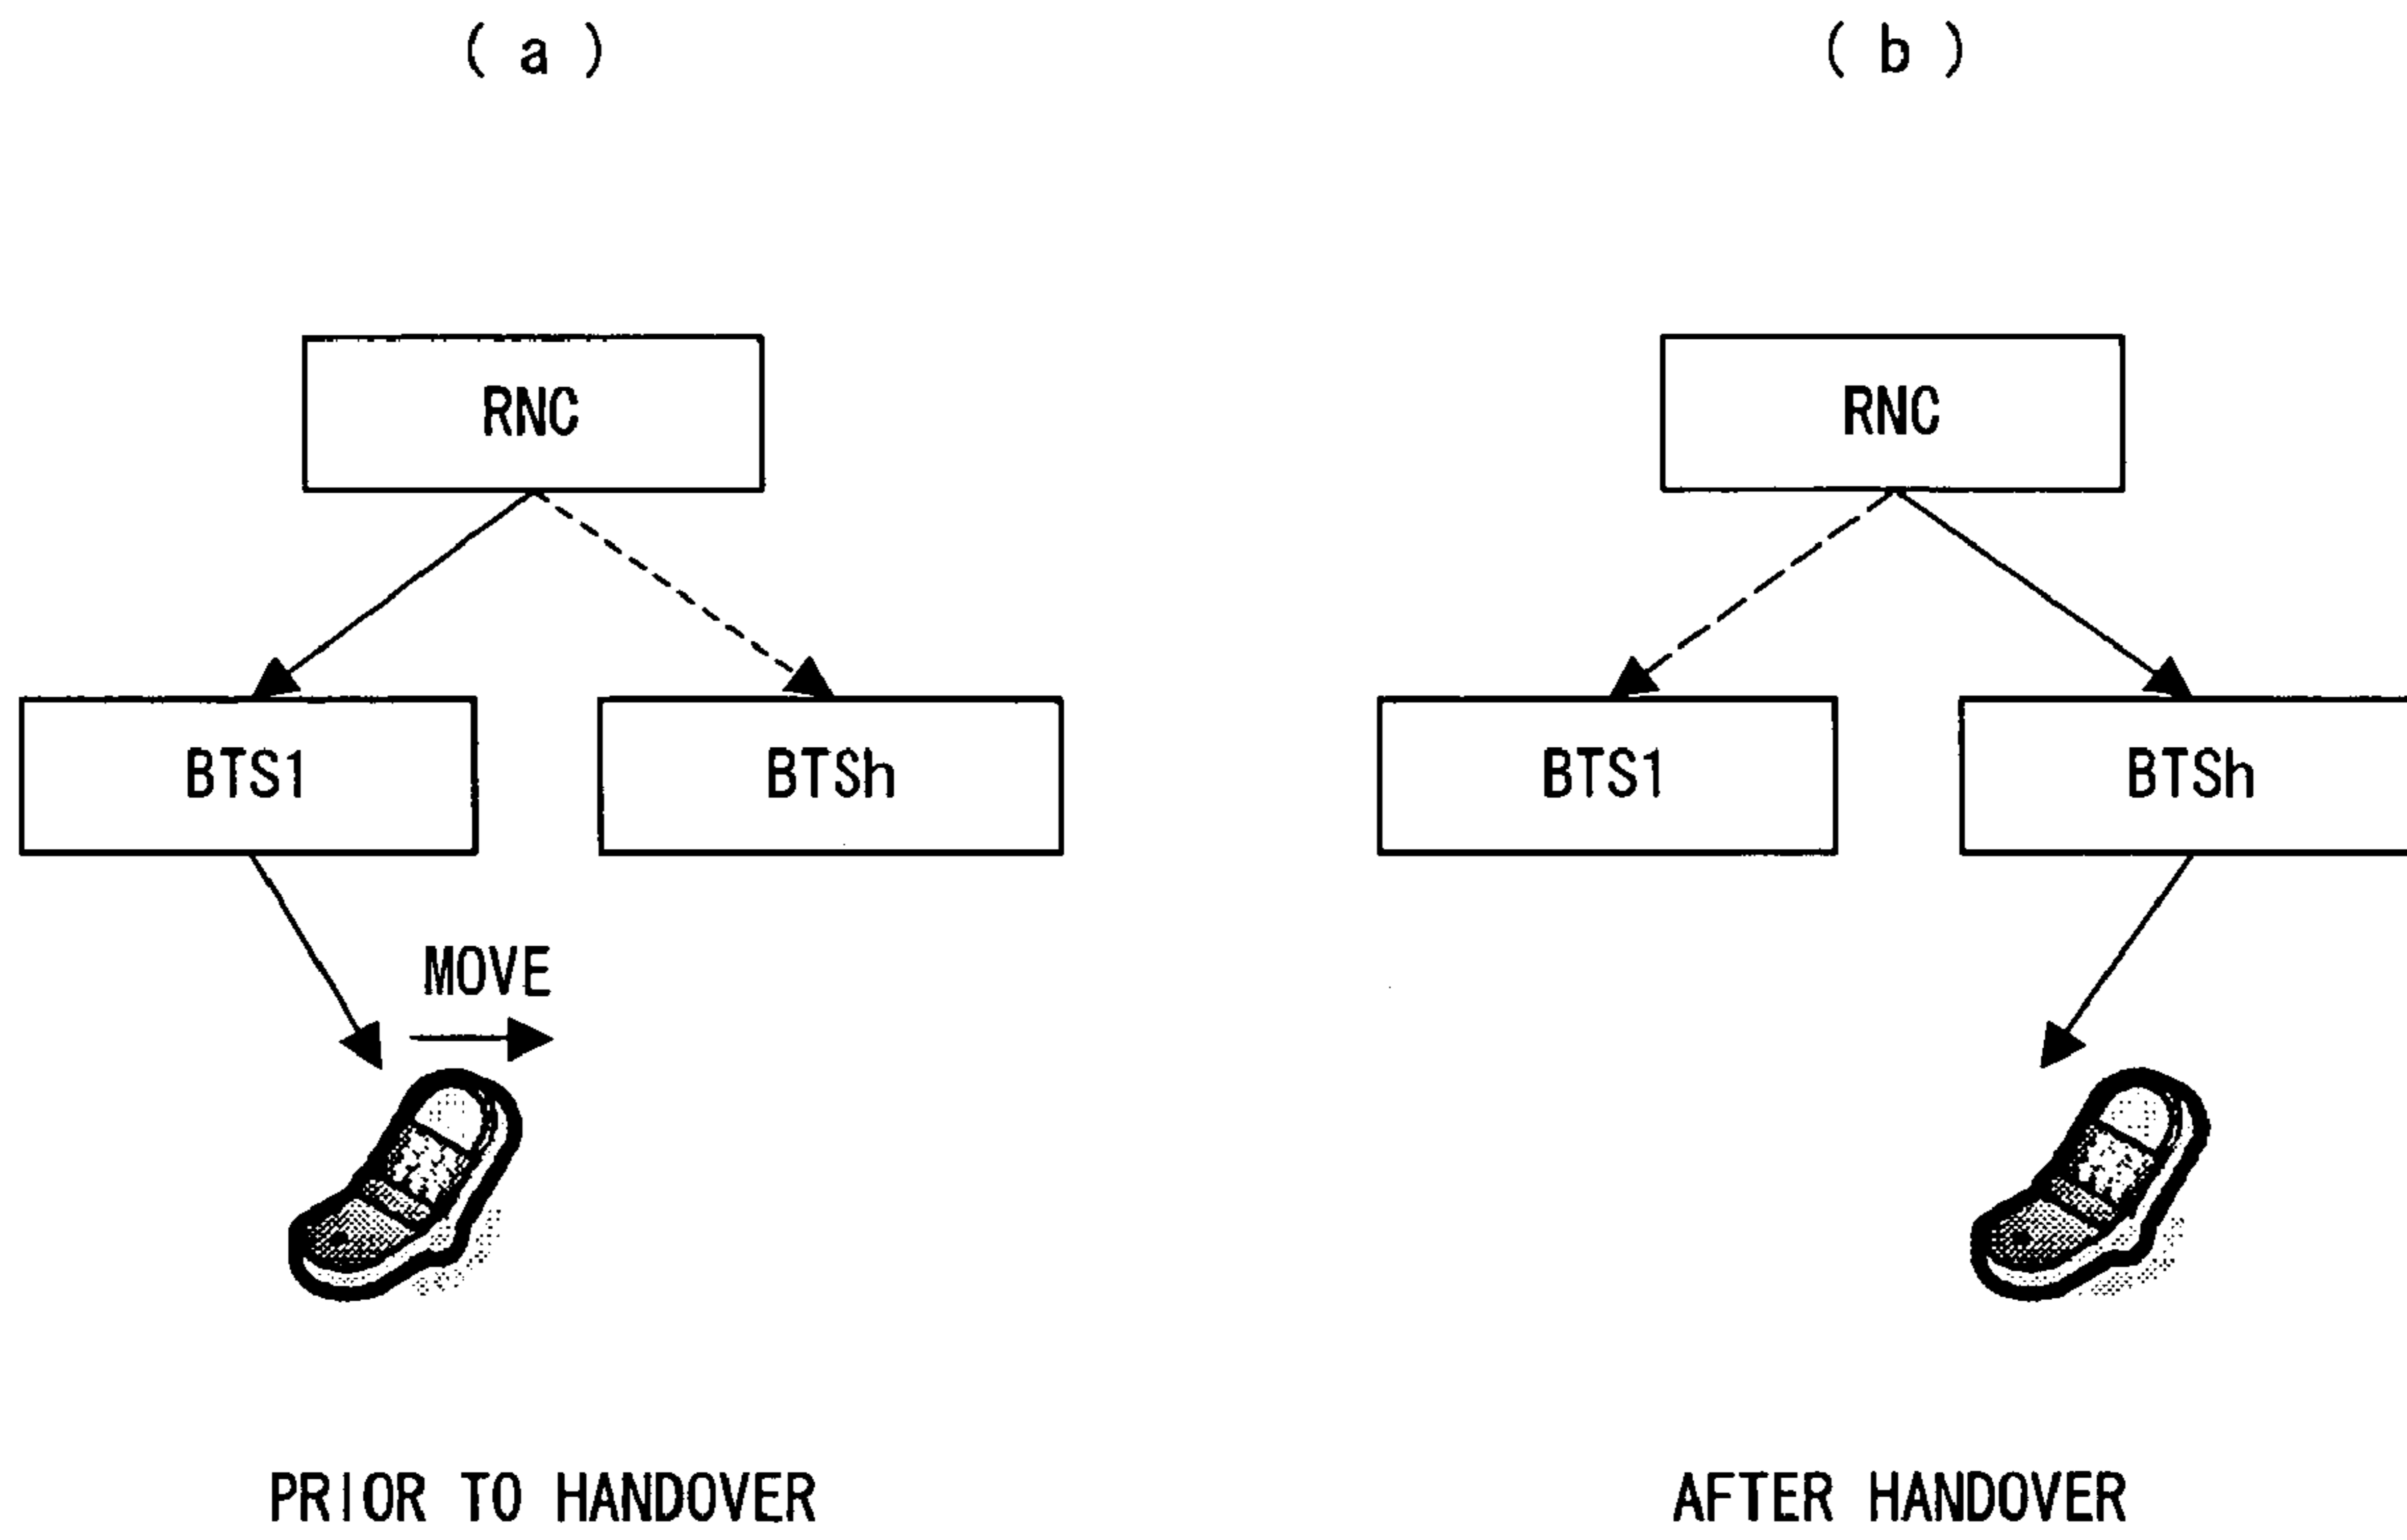 ( a )
( b )
RNC
RNC
BTS1
BTSh
BTS1
BTSh
MOVE
PRIOR TO HANDOVER
AFTER HANDOVER